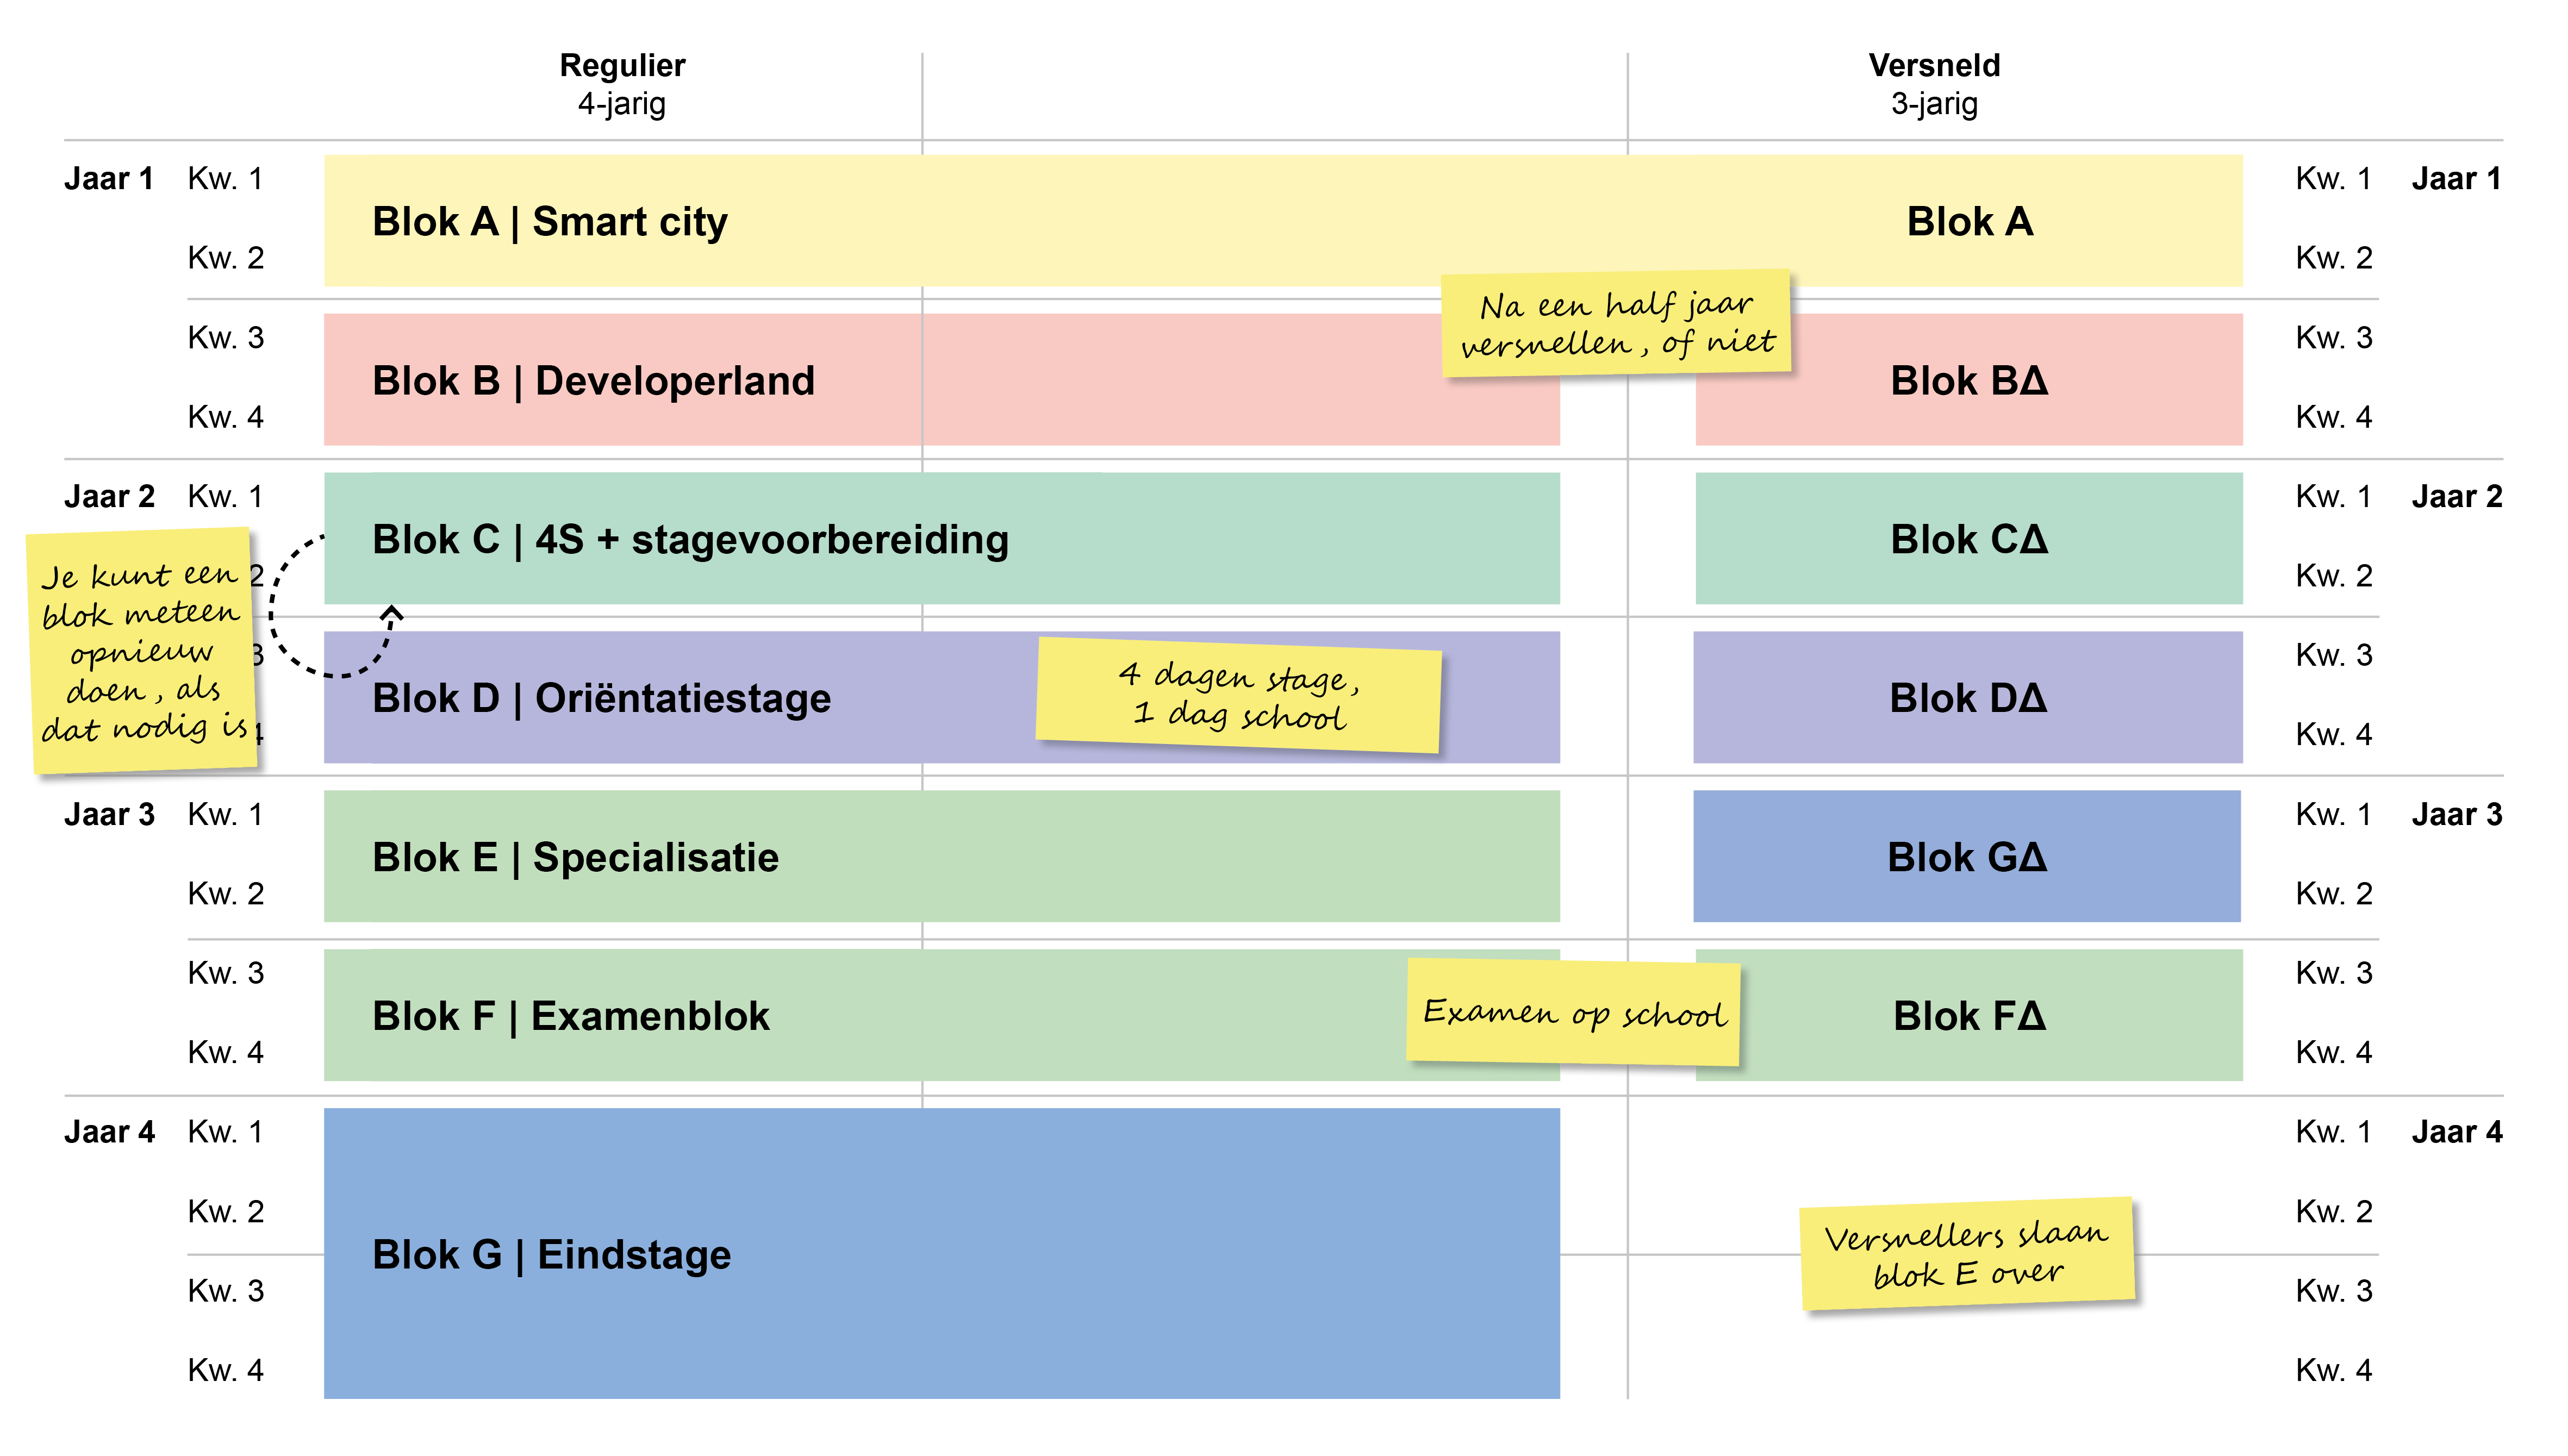 Regulier
4-jarig
Versneld
3-jarig
Jaar 1
Kw. 1
Kw. 2
Blok A | Smart city
Blok A
Kw. 1
Jaar 1
Kw. 2
Na een half jaar
versnellen, of niet
Kw. 3
Kw. 4
Blok B | Developerland
Blok BΔ
Kw. 3
Kw. 4
Jaar 2
Kw. 1
2
Blok C | 4S + stagevoorbereiding
Blok CΔ
Kw. 1
Jaar 2
Kw. 2
Je kunt een
blok meteen
opnieuw
doen, als
dat nodig is
3
4
Blok D | Oriëntatiestage
4 dagen stage,
1 dag school
Blok DΔ
Kw. 3
Kw. 4
Jaar 3
Kw. 1
Kw. 2
Blok E | Specialisatie
Blok GΔ
Kw. 1
Jaar 3
Kw. 2
Kw. 3
Kw. 4
Blok F | Examenblok
Examen op school
Blok FΔ
Kw. 3
Kw. 4
Jaar 4
Kw. 1
Kw. 2
Kw. 3
Kw. 4
Blok G | Eindstage
Versnellers slaan
blok E over
Kw. 1
Jaar 4
Kw. 2
Kw. 3
Kw. 4